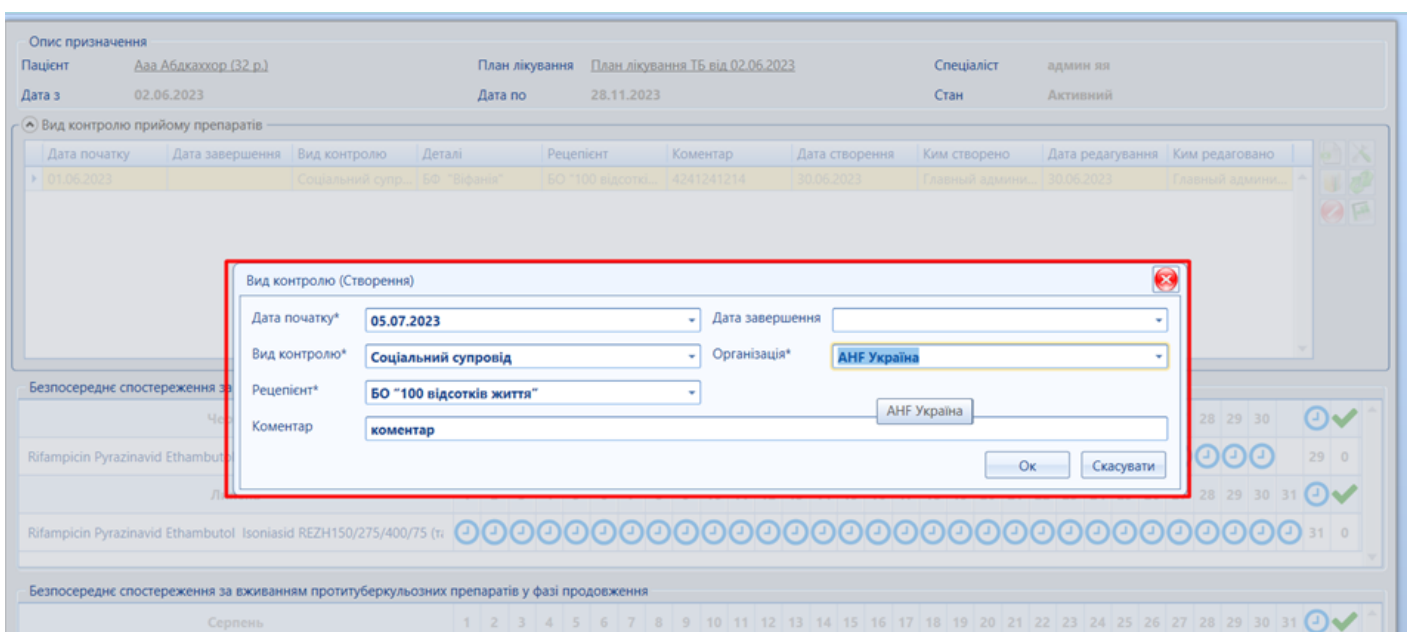 Опис призначення
Пацієнт Ааа Абдкаххор (32 р.) План лікування План лікування ТБ від 02.06.2023 Спеціаліст админ яя
Дата з 02.06.2023 Дата по 28.11.2023 Стан Активний
Вид контролю прийому препаратів
Дата початку Дата завершення Вид контролю Деталі Рецепієнт Коментар Дата створення Ким створено Дата редагування Ким редаговано
01.06.2023 Соціальний супр... БФ "Віфанія" БО "100 відсоткі... 4241241214 30.06.2023 Главный админи... 30.06.2023 Главный админи...
Вид контролю (Створення)
Дата початку* 05.07.2023 Дата завершення
Вид контролю* Соціальний супровід Організація* АНF Україна
Рецепієнт* БО "100 відсотків життя"
АНF Україна
Коментар коментар
Ок Скасувати
Безпосереднє спостереження за
Чер 28 29 30
Rifampicin Pyrazinavid Ethambuto 29 0
28 29 30 31
Rifampicin Pyrazinavid Ethambutol Isoniasid REZH150/275/400/75 (та 31 0
Безпосереднє спостереження за вживанням протитуберкульозних препаратів у фазі продовження
Серпень 1 2 3 4 5 6 7 8 9 10 11 12 13 14 15 16 17 18 19 20 21 22 23 24 25 26 27 28 29 30 31